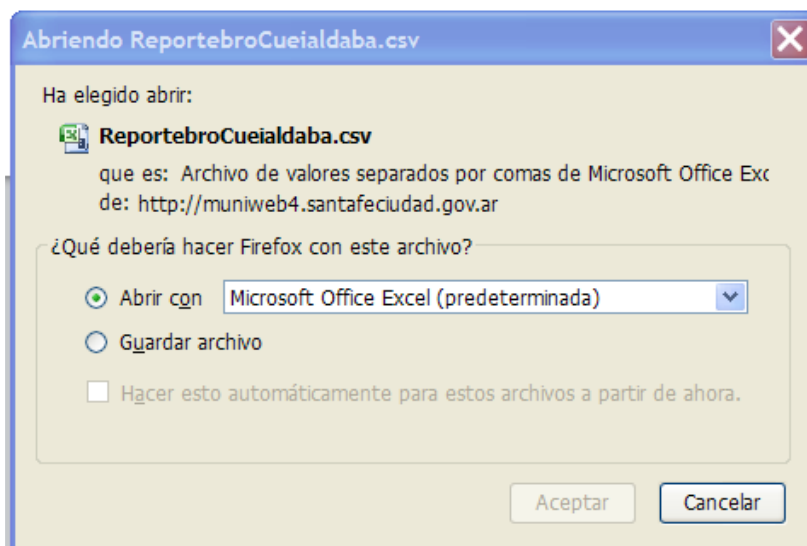 Abriendo ReportebroCueialdaba.csv
Ha elegido abrir:
ReportebroCueialdaba.csv
que es: Archivo de valores separados por comas de Microsoft Office Exc
de: http://muniweb4.santafeciudad.gov.ar
¿Qué debería hacer Firefox con este archivo?
Abrir con Microsoft Office Excel (predeterminada)
Guardar archivo
Hacer esto automáticamente para estos archivos a partir de ahora.
Aceptar Cancelar